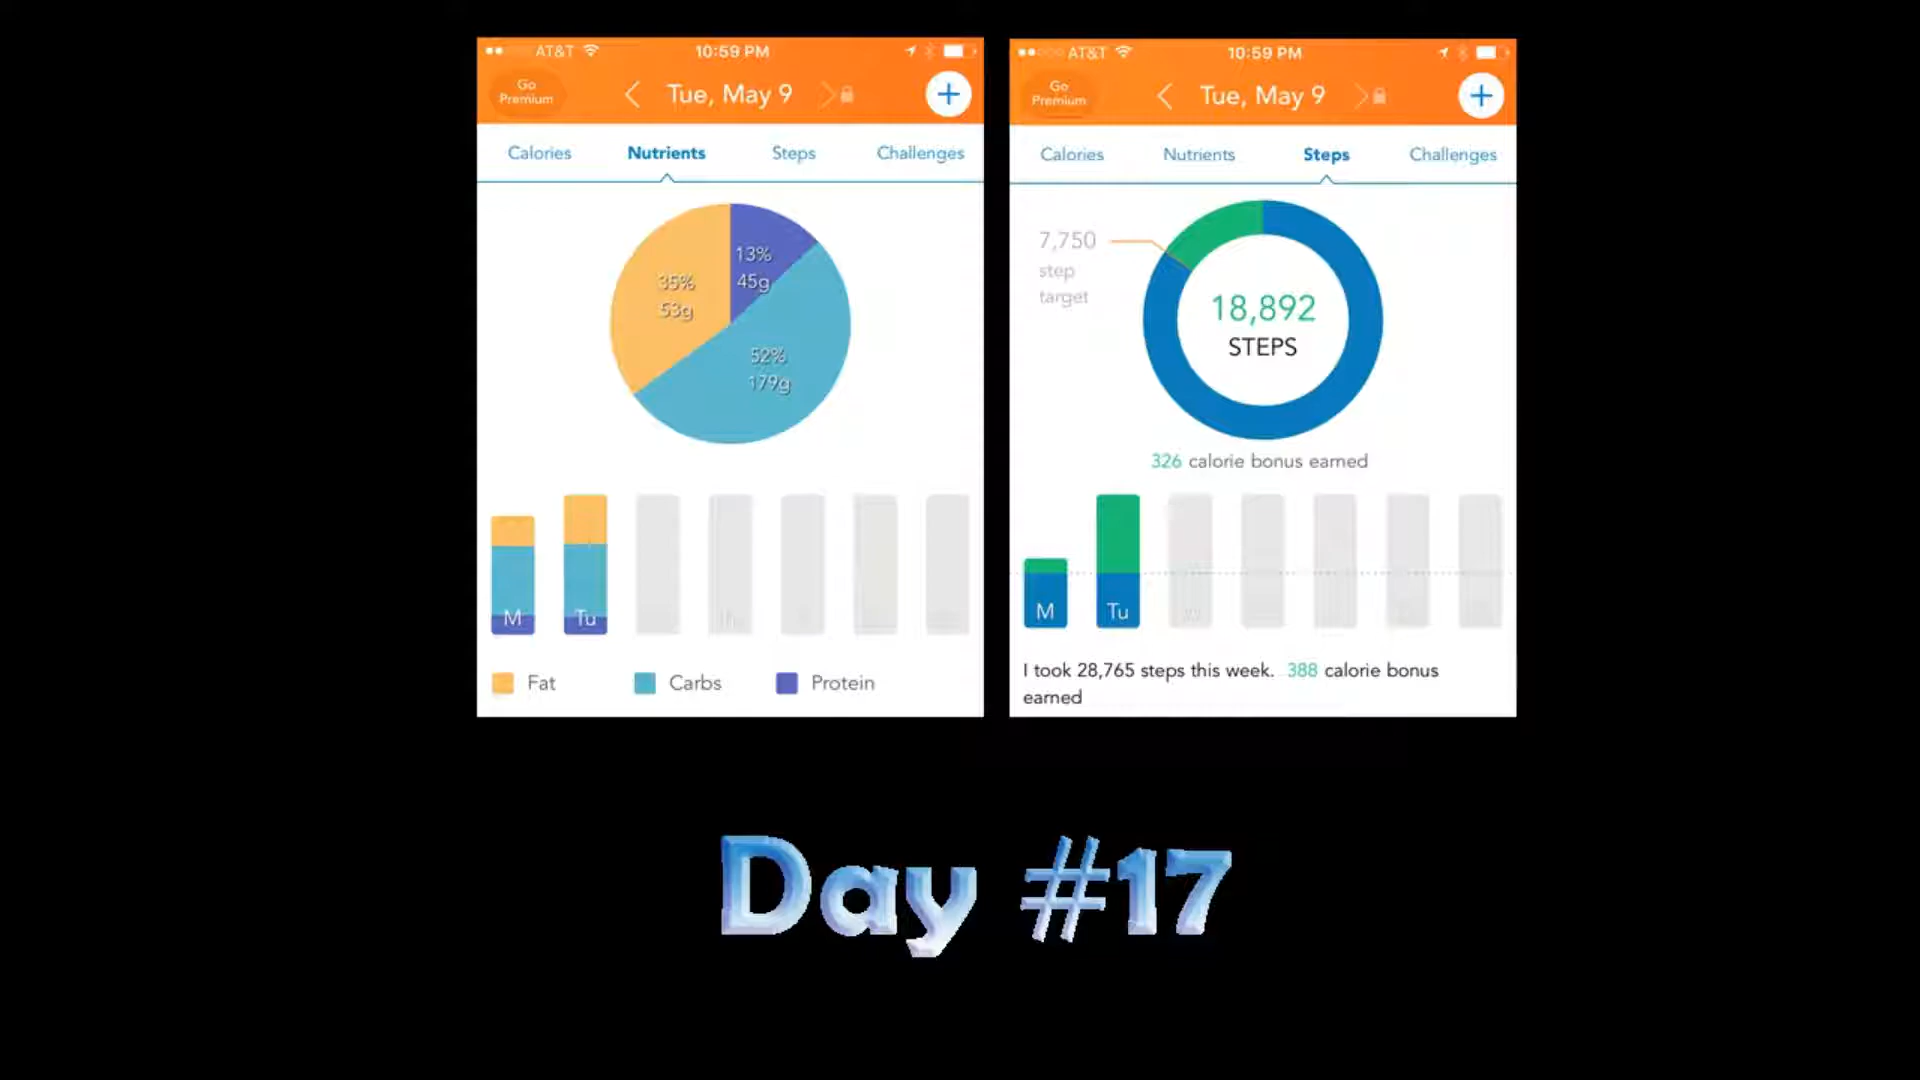 AT&T 10:59 PM
Go Premium
Tue, May 9
Calories Nutrients Steps Challenges
13%
45g
35%
53g
52%
179g
M Tu
Fat Carbs Protein
AT&T 10:59 PM
Go Premium
Tue, May 9
Calories Nutrients Steps Challenges
7,750
step
target
18,892
STEPS
326 calorie bonus earned
M Tu
I took 28,765 steps this week. 388 calorie bonus
earned
Day #17